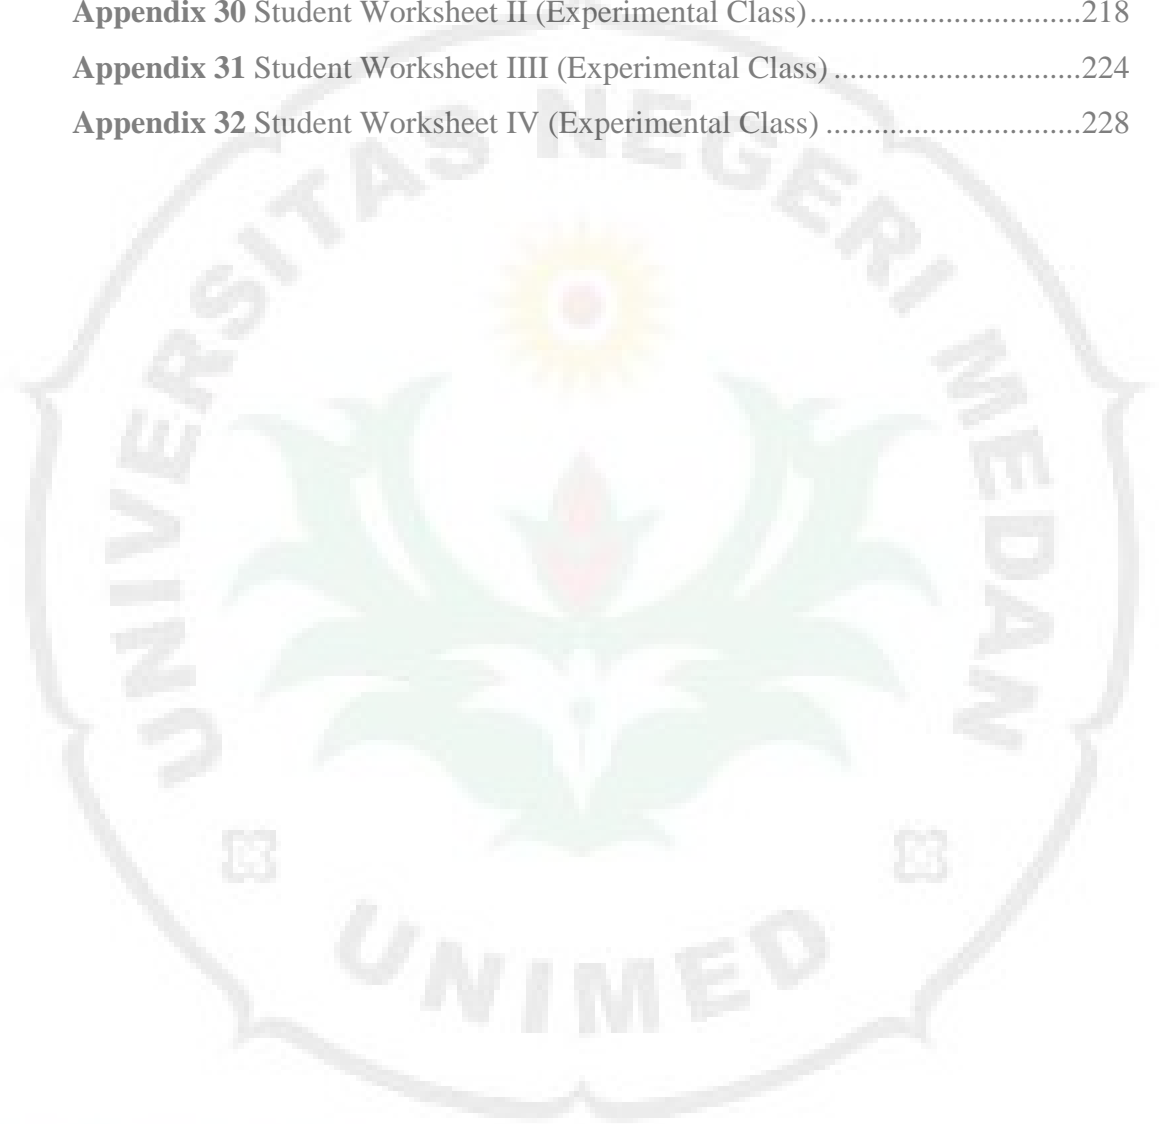 Appendix 30 Student Worksheet II (Experimental Class)...............................218
Appendix 31 Student Worksheet IIII (Experimental Class)............................224
Appendix 32 Student Worksheet IV (Experimental Class).............................228
UNIVERSITAS NEGERI MEDAN
UNIMED